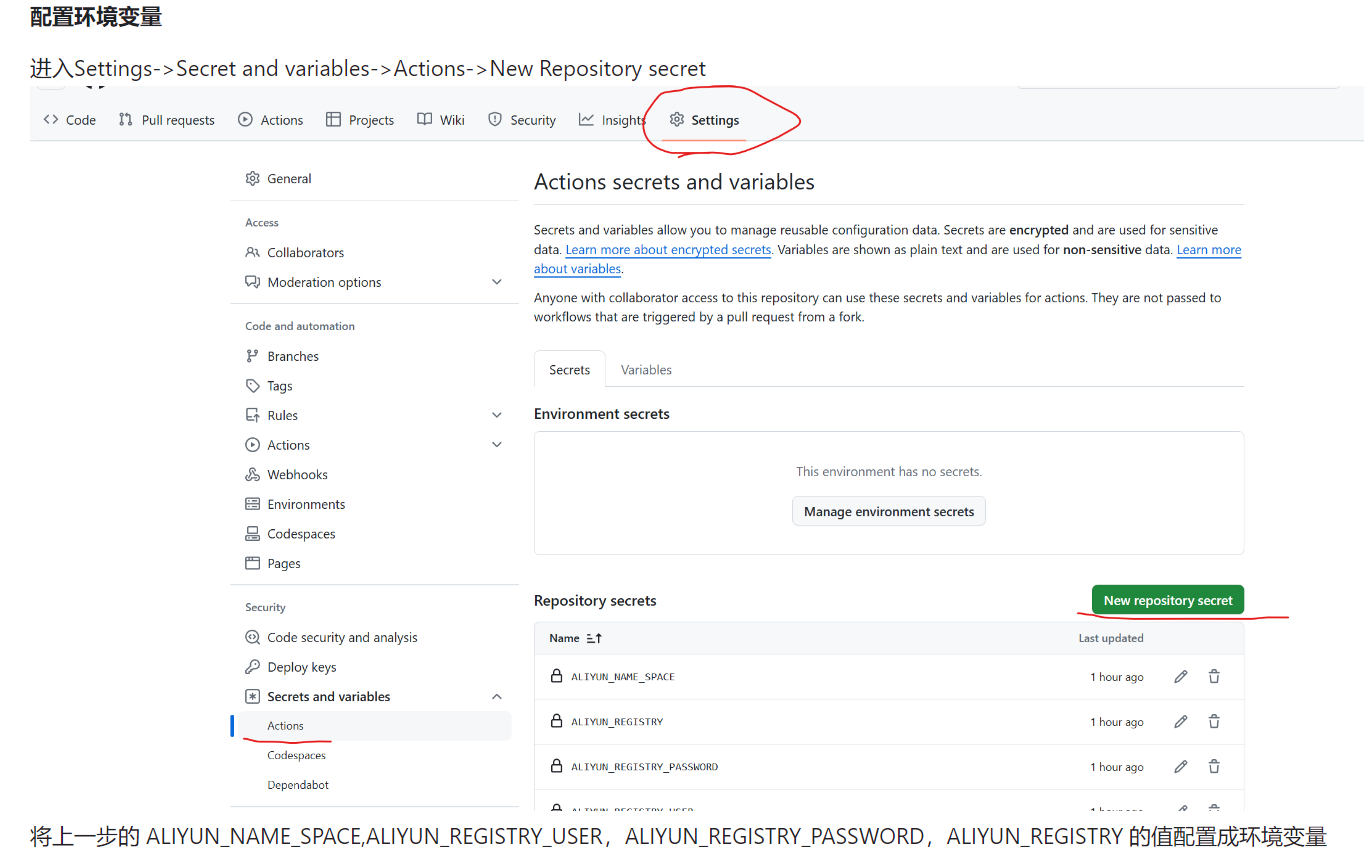 配置环境变量
进入Settings->Secret and variables->Actions->New Repository secret
Code Pull requests Actions Projects Wiki Security Insights Settings
General
Access
Collaborators
Moderation options
Code and automation
Branches
Tags
Rules
Actions
Webhooks
Environments
Codespaces
Pages
Security
Code security and analysis
Deploy keys
Secrets and variables
Actions
Codespaces
Dependabot
Actions secrets and variables
Secrets and variables allow you to manage reusable configuration data. Secrets are encrypted and are used for sensitive
data. Learn more about encrypted secrets. Variables are shown as plain text and are used for non-sensitive data. Learn more
about variables.
Anyone with collaborator access to this repository can use these secrets and variables for actions. They are not passed to
workflows that are triggered by a pull request from a fork.
Secrets Variables
Environment secrets
This environment has no secrets.
Manage environment secrets
Repository secrets New repository secret
Name Last updated
ALIYUN_NAME_SPACE 1 hour ago
ALIYUN_REGISTRY 1 hour ago
ALIYUN_REGISTRY_PASSWORD 1 hour ago
ALIYUN_REGISTRY_USER 1 hour ago
将上一步的 ALIYUN_NAME_SPACE,ALIYUN_REGISTRY_USER，ALIYUN_REGISTRY_PASSWORD，ALIYUN_REGISTRY 的值配置成环境变量